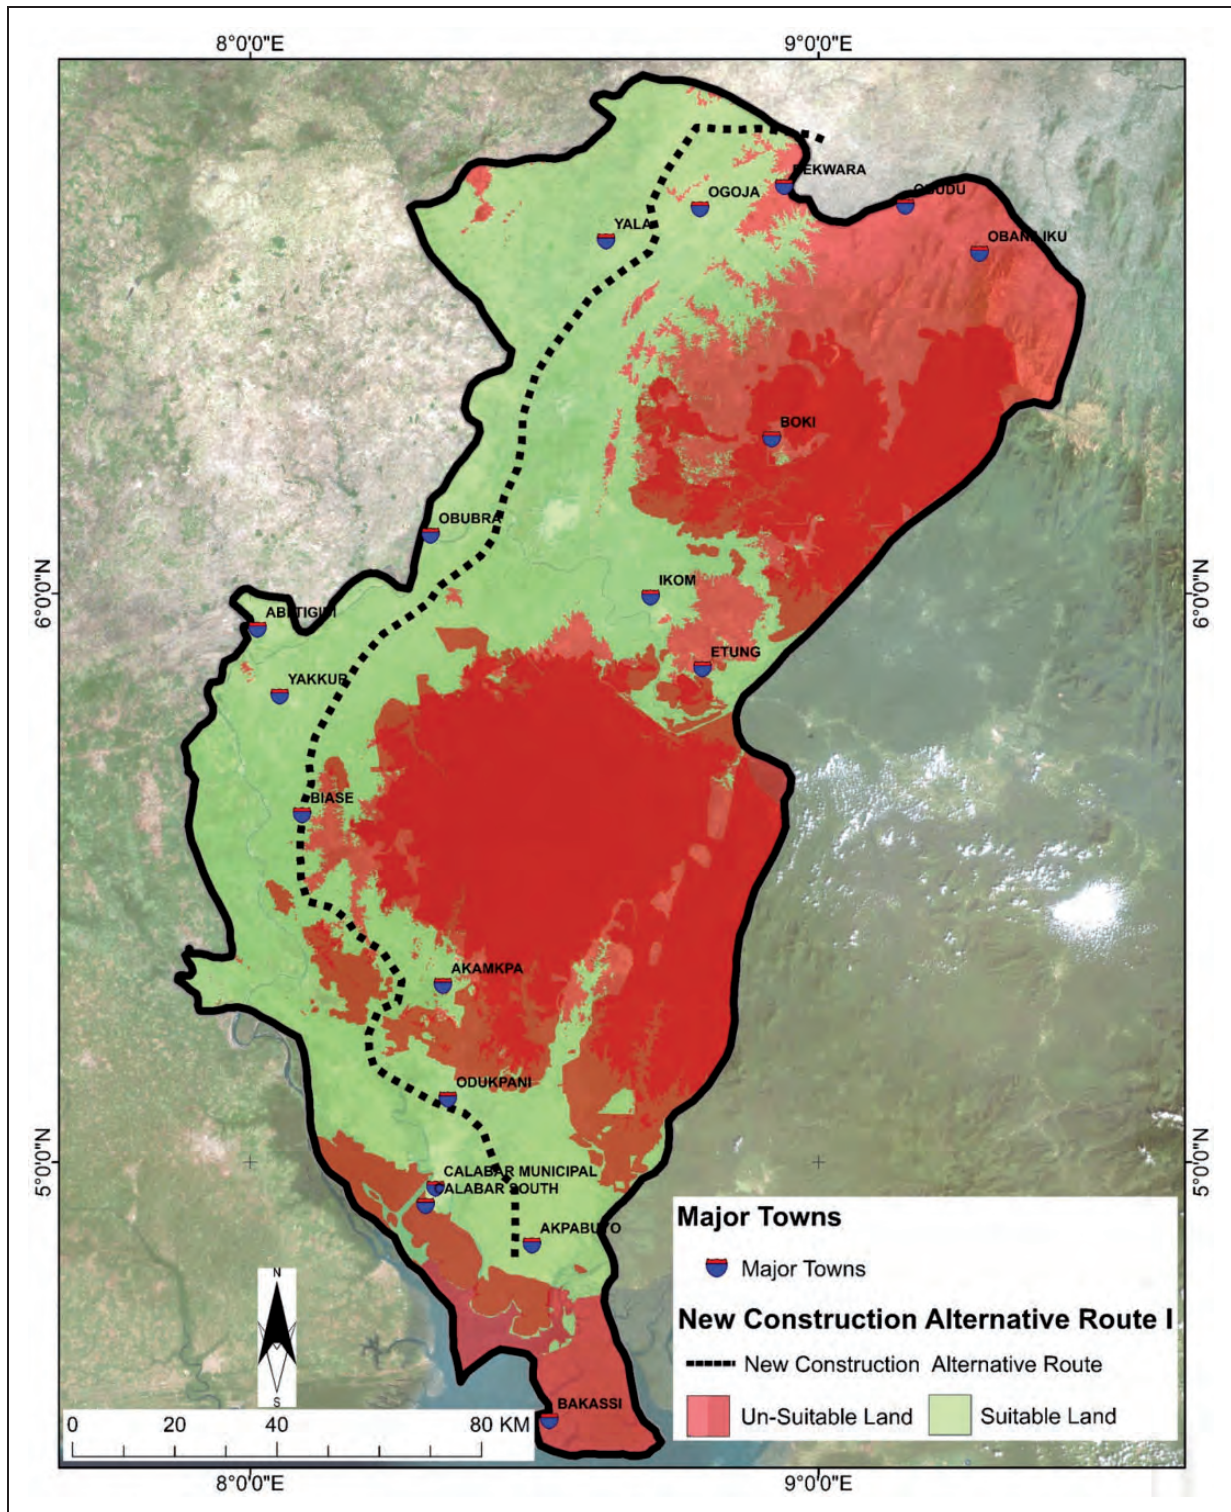 8°0'0"E 9°0'0"E
BEKWARA
OGOJA
OBUDU
YALA
OBANLIKU
BOKI
OBUBRA
6°0'0"N 6°0'0"N
IKOM
ETUNG
YAKKUR
BIASE
AKAMKPA
ODUKPANI
5°0'0"N 5°0'0"N
CALABAR MUNICIPAL
CALABAR SOUTH
AKPABUYO
Major Towns
Major Towns
New Construction Alternative Route I
New Construction Alternative Route
Un-Suitable Land Suitable Land
N
S
BAKASSI
0 20 40 80 KM
8°0'0"E 9°0'0"E